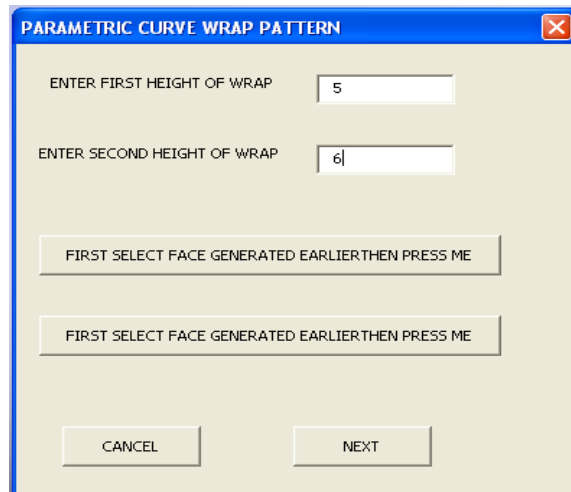 PARAMETRIC CURVE WRAP PATTERN
ENTER FIRST HEIGHT OF WRAP 5
ENTER SECOND HEIGHT OF WRAP 6
FIRST SELECT FACE GENERATED EARLIERTHEN PRESS ME
FIRST SELECT FACE GENERATED EARLIERTHEN PRESS ME
CANCEL NEXT